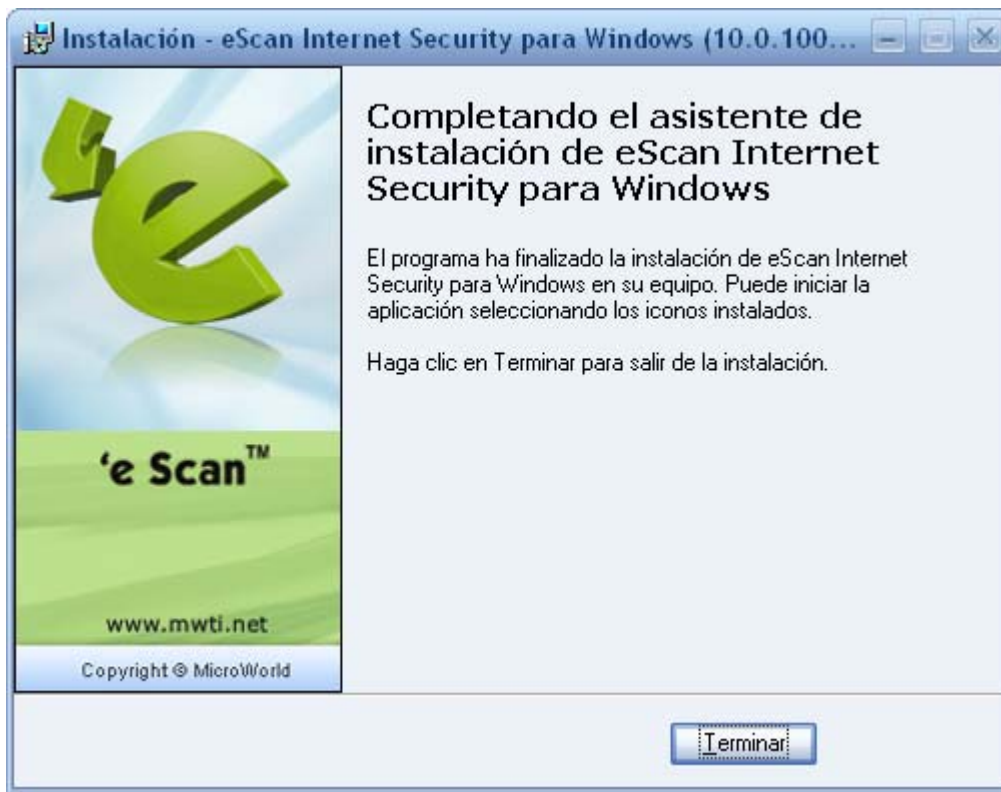 Instalación - eScan Internet Security para Windows (10.0.100...
Completando el asistente de
instalación de eScan Internet
Security para Windows
El programa ha finalizado la instalación de eScan Internet
Security para Windows en su equipo. Puede iniciar la
aplicación seleccionando los iconos instalados.
Haga clic en Terminar para salir de la instalación.
‘e Scan™
www.mwti.net
Copyright © MicroWorld
Terminar